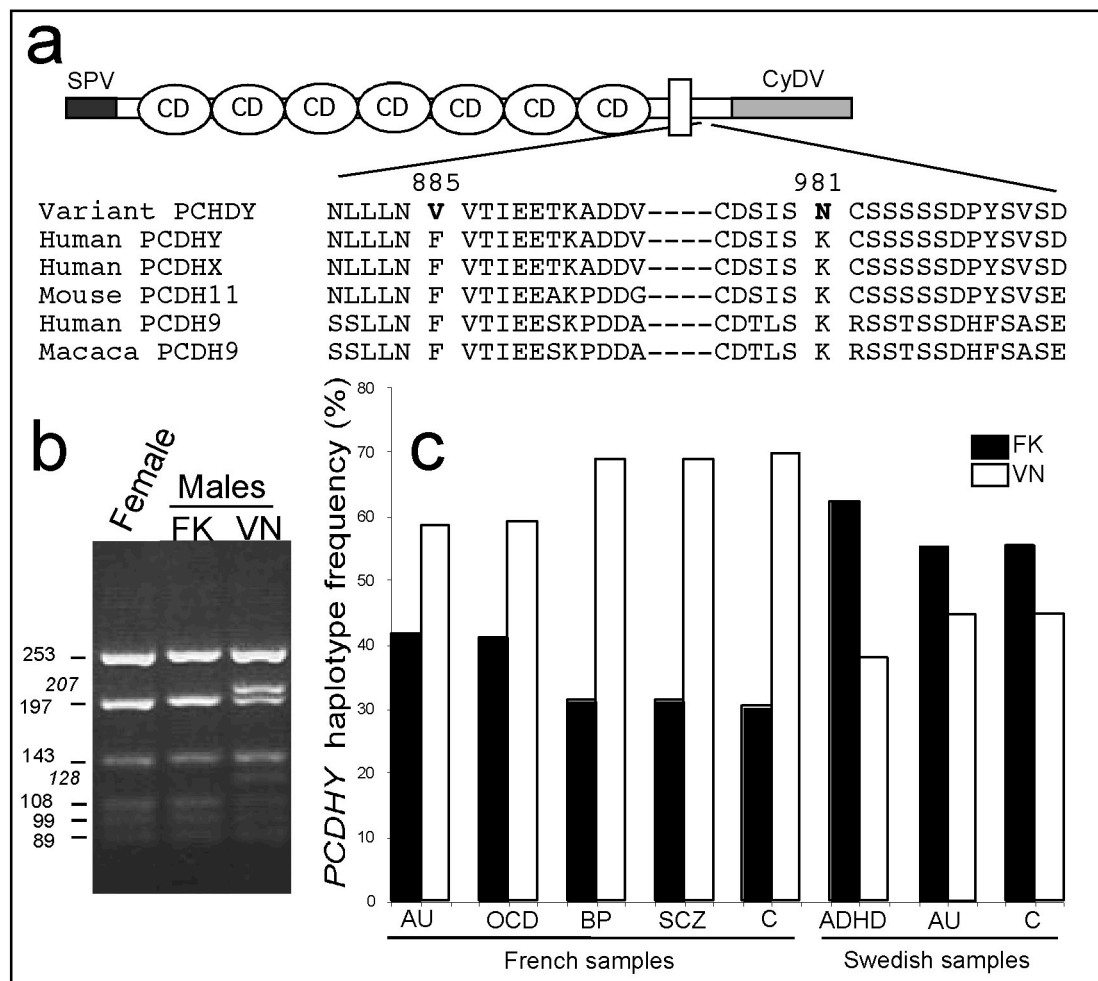 a
SPV
CyDV
CD CD CD CD CD CD CD
885 981
Variant PCHDY NLLLN V VTIEETKADDV----CDSIS N CSSSSSDPYSVSD
Human PCDHY NLLLN F VTIEETKADDV----CDSIS K CSSSSSDPYSVSD
Human PCDHX NLLLN F VTIEETKADDV----CDSIS K CSSSSSDPYSVSD
Mouse PCDH11 NLLLN F VTIEEAKPDDG----CDSIS K CSSSSSDPYSVSE
Human PCDH9 SSLLN F VTIEESKPDDA----CDTLS K RSSTSSDHFSASE
Macaca PCDH9 SSLLN F VTIEESKPDDA----CDTLS K RSSTSSDHFSASE
b
Female
Males
FK VN
253
207
197
143
128
108
99
89
c
PCDHY haplotype frequency (%)
80
70
60
50
40
30
20
10
0
FK
VN
AU OCD BP SCZ C ADHD AU C
French samples Swedish samples